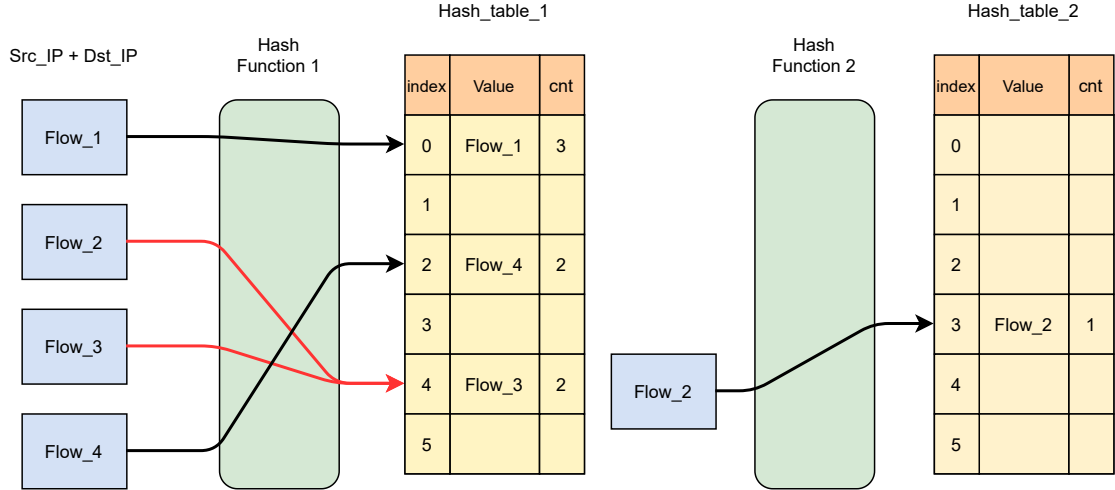 Src_IP + Dst_IP
Flow_1
Flow_2
Flow_3
Flow_4
Hash
Function 1
Hash_table_1
index Value cnt
0 Flow_1 3
1
2 Flow_4 2
3
4 Flow_3 2
5
Flow_2
Hash
Function 2
Hash_table_2
index Value cnt
0
1
2
3 Flow_2 1
4
5